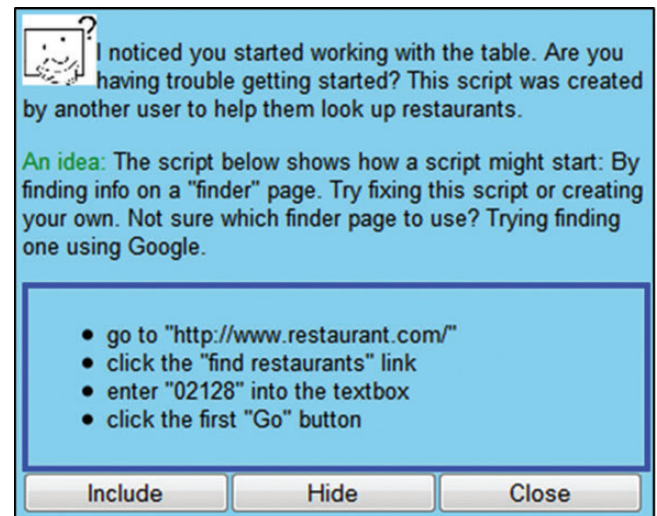 ?
I noticed you started working with the table. Are you
having trouble getting started? This script was created
by another user to help them look up restaurants.
An idea: The script below shows how a script might start: By
finding info on a "finder" page. Try fixing this script or creating
your own. Not sure which finder page to use? Trying finding
one using Google.
• go to "http://www.restaurant.com/"
• click the "find restaurants" link
• enter "02128" into the textbox
• click the first "Go" button
Include Hide Close